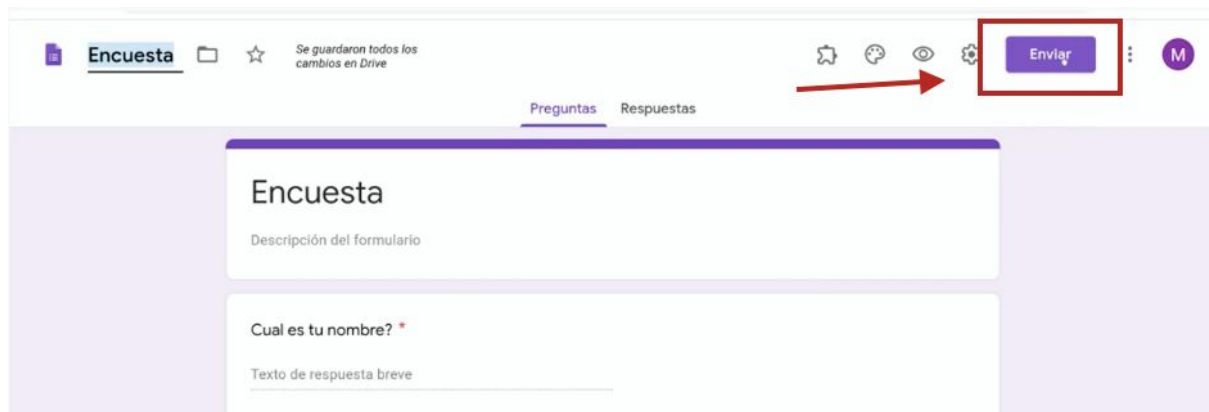 Encuesta
Se guardaron todos los
cambios en Drive
Enviar
M
Preguntas Respuestas
Encuesta
Descripción del formulario
Cual es tu nombre? *
Texto de respuesta breve